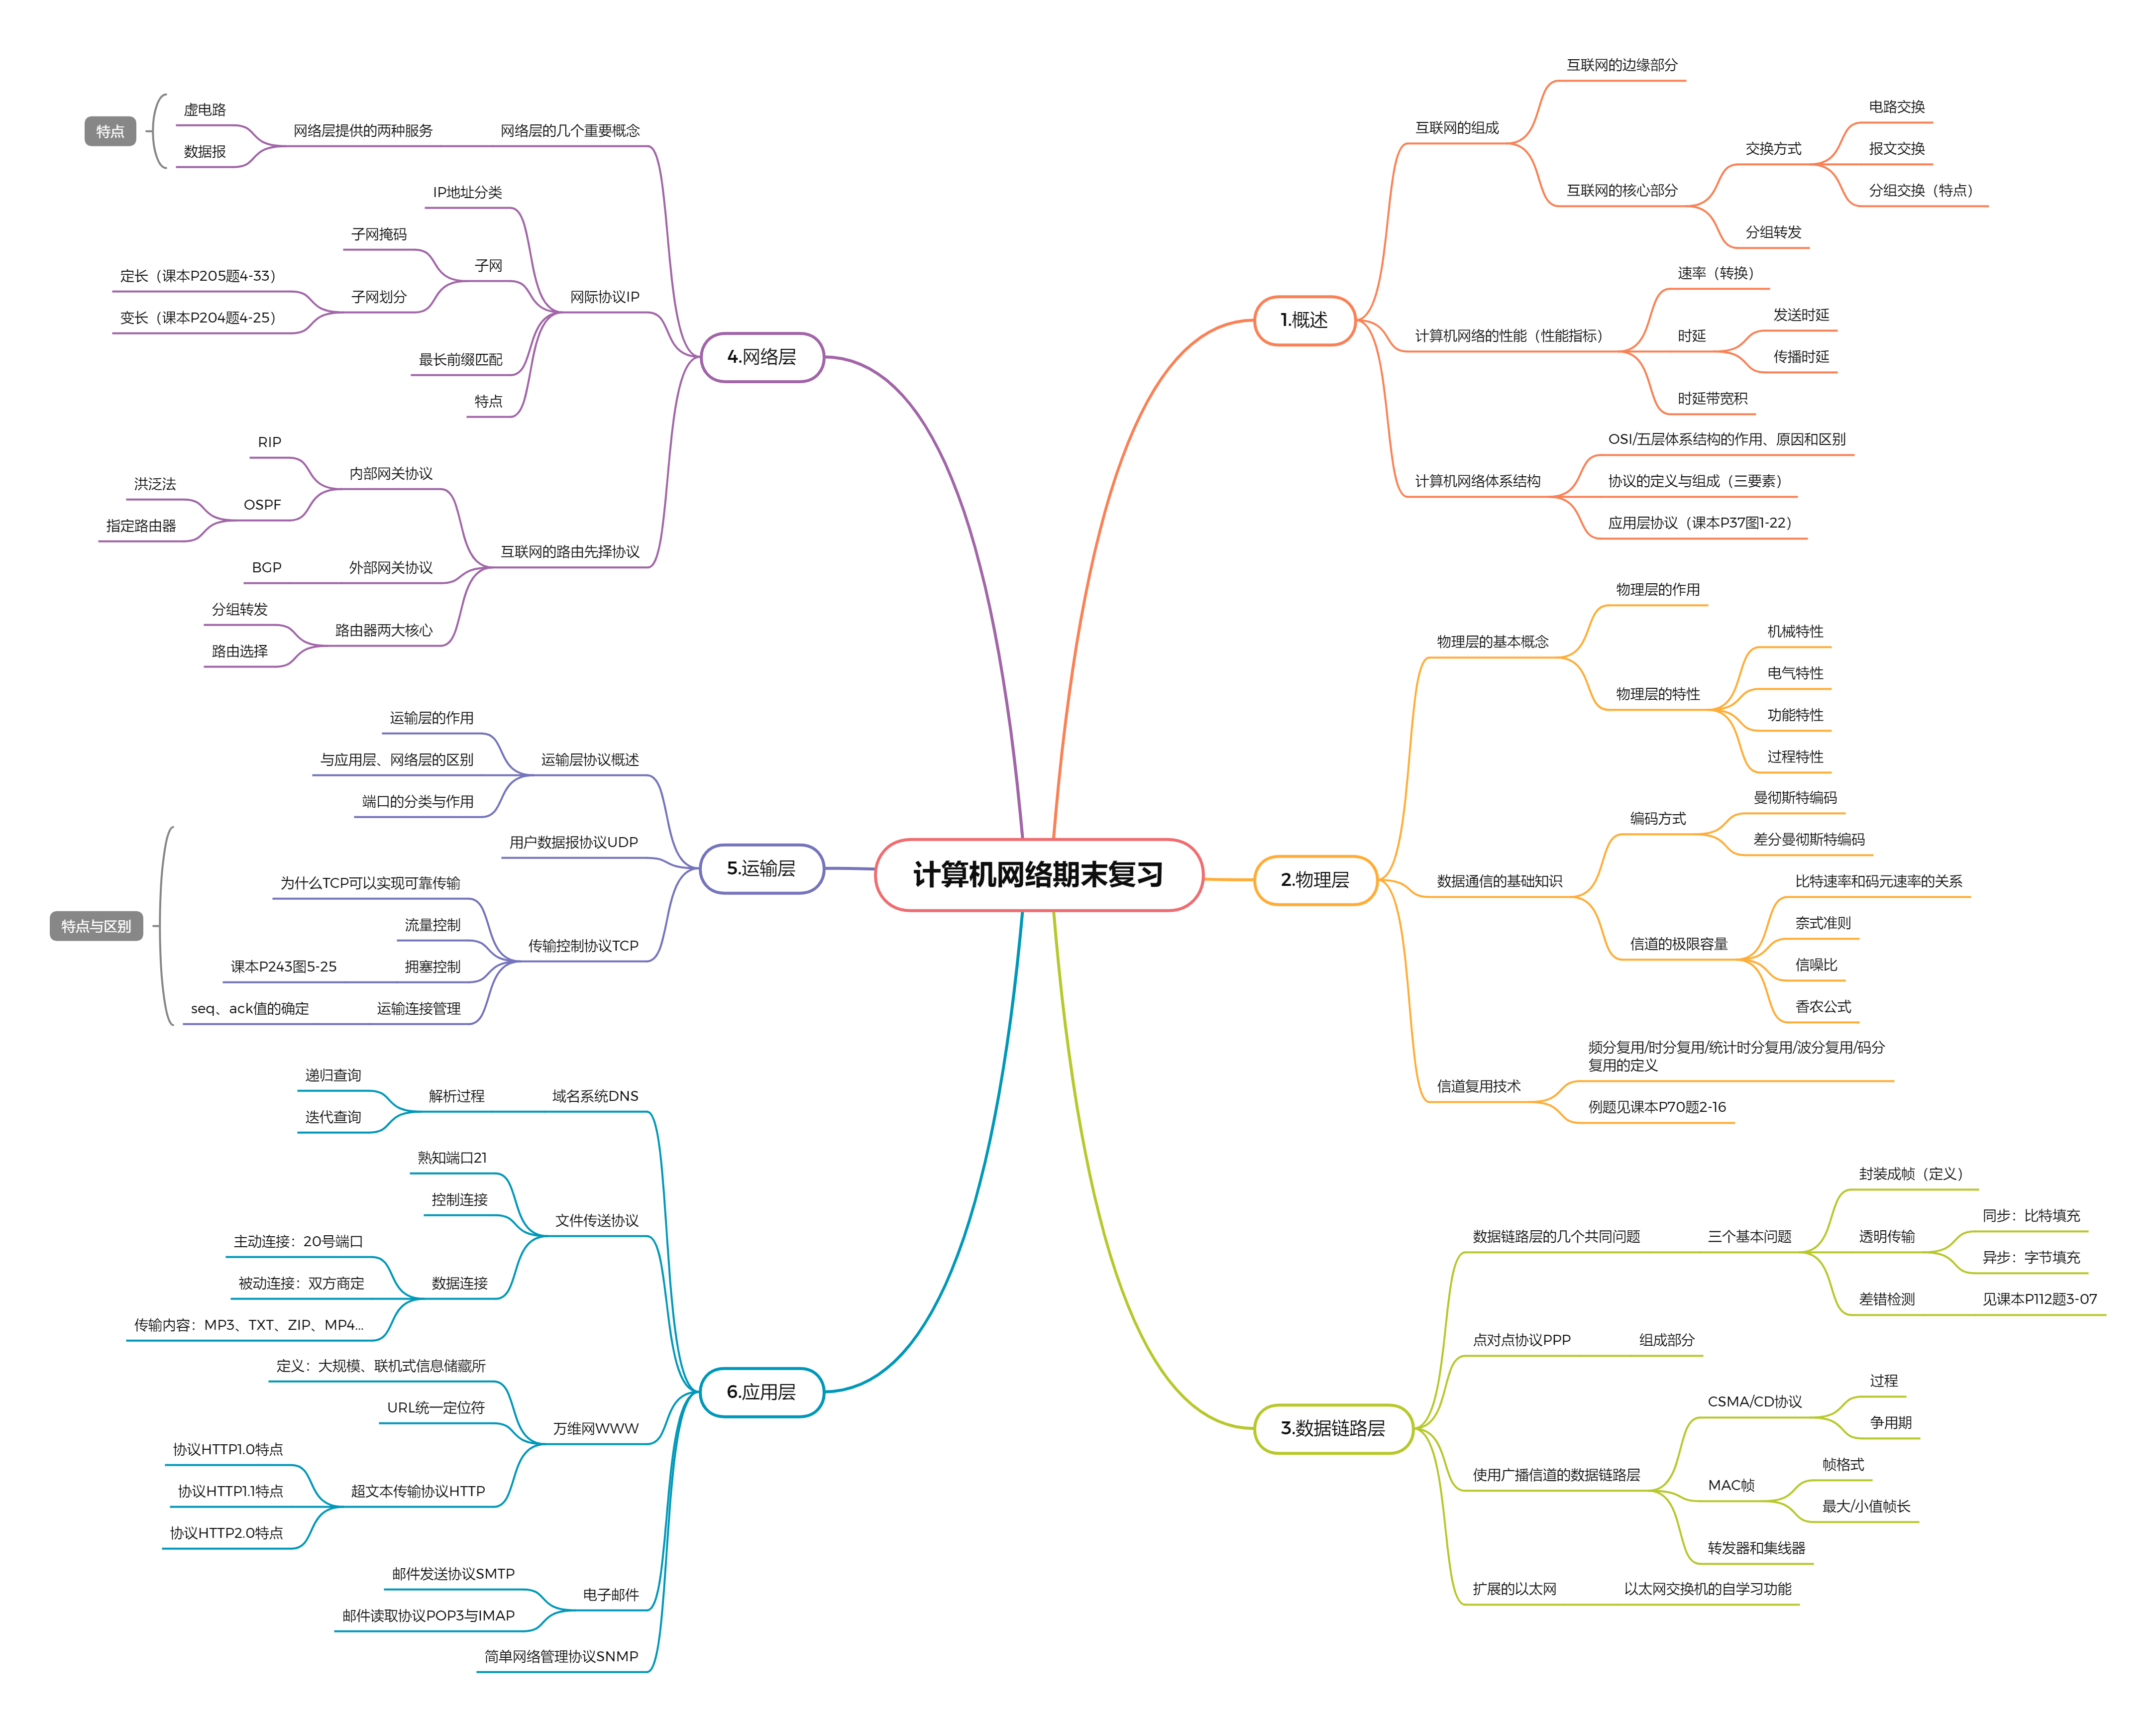 计算机网络期末复习
1.概述
互联网的组成
互联网的边缘部分
互联网的核心部分
交换方式
电路交换
报文交换
分组交换（特点）
分组转发
计算机网络的性能（性能指标）
速率（转换）
时延
发送时延
传播时延
时延带宽积
计算机网络体系结构
OSI/五层体系结构的作用、原因和区别
协议的定义与组成（三要素）
应用层协议（课本P37图1-22）
2.物理层
物理层的基本概念
物理层的作用
物理层的特性
机械特性
电气特性
功能特性
过程特性
数据通信的基础知识
编码方式
曼彻斯特编码
差分曼彻斯特编码
信道的极限容量
比特速率和码元速率的关系
奈式准则
信噪比
香农公式
信道复用技术
频分复用/时分复用/统计时分复用/波分复用/码分
复用的定义
例题见课本P70题2-16
3.数据链路层
数据链路层的几个共同问题
三个基本问题
封装成帧（定义）
透明传输
同步：比特填充
异步：字节填充
差错检测
见课本P112题3-07
点对点协议PPP
组成部分
使用广播信道的数据链路层
CSMA/CD协议
过程
争用期
MAC帧
帧格式
最大/小值帧长
转发器和集线器
扩展的以太网
以太网交换机的自学习功能
4.网络层
网络层的几个重要概念
网络层提供的两种服务
虚电路
数据报
特点
网际协议IP
IP地址分类
子网
子网掩码
子网划分
定长（课本P205题4-33）
变长（课本P204题4-25）
最长前缀匹配
特点
互联网的路由先择协议
内部网关协议
RIP
OSPF
洪泛法
指定路由器
外部网关协议
BGP
路由器两大核心
分组转发
路由选择
5.运输层
运输层协议概述
运输层的作用
与应用层、网络层的区别
端口的分类与作用
用户数据报协议UDP
传输控制协议TCP
为什么TCP可以实现可靠传输
流量控制
拥塞控制
课本P243图5-25
运输连接管理
seq、ack值的确定
特点与区别
6.应用层
域名系统DNS
解析过程
递归查询
迭代查询
文件传送协议
熟知端口21
控制连接
数据连接
主动连接：20号端口
被动连接：双方商定
传输内容：MP3、TXT、ZIP、MP4...
万维网WWW
定义：大规模、联机式信息储藏所
URL统一定位符
超文本传输协议HTTP
协议HTTP1.0特点
协议HTTP1.1特点
协议HTTP2.0特点
电子邮件
邮件发送协议SMTP
邮件读取协议POP3与IMAP
简单网络管理协议SNMP